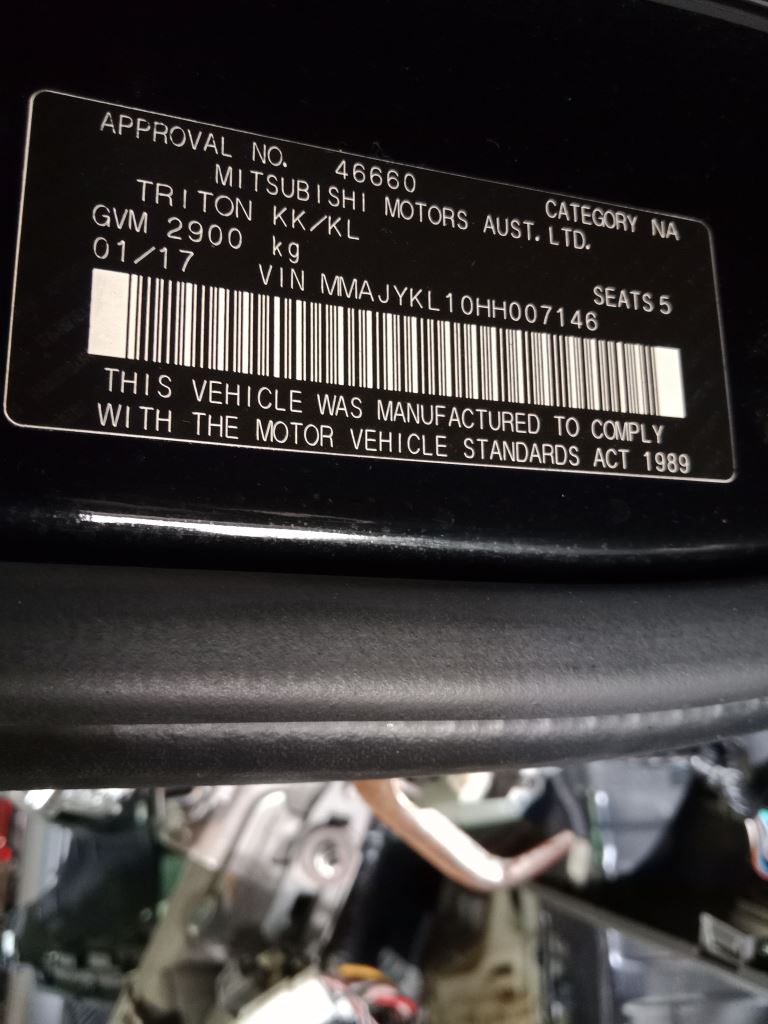 APPROVAL NO. 46660 CATEGORY NA
MITSUBISHI MOTORS AUST. LTD.
TRITON KK/KL
GVM 2900 kg SEATS 5
01/17 VIN MMAJYKL10HH007146
THIS VEHICLE WAS MANUFACTURED TO COMPLY
WITH THE MOTOR VEHICLE STANDARDS ACT 1989